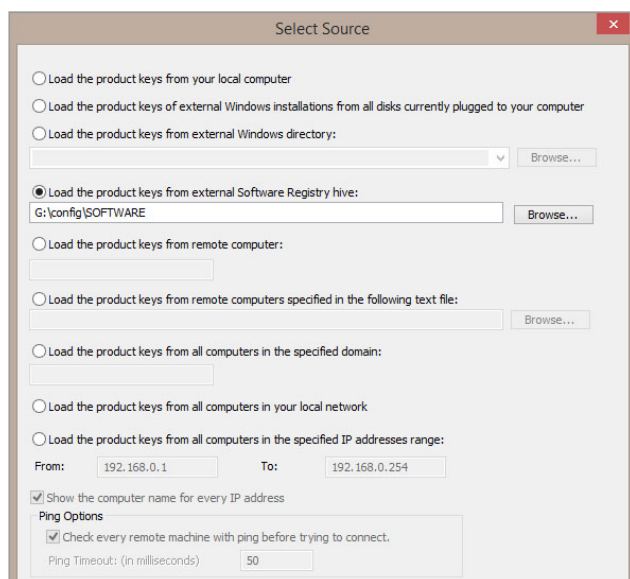 Select Source
Load the product keys from your local computer
Load the product keys of external Windows installations from all disks currently plugged to your computer
Load the product keys from external Windows directory:
Browse...
Load the product keys from external Software Registry hive:
G:\config\SOFTWARE
Browse...
Load the product keys from remote computer:
Load the product keys from remote computers specified in the following text file:
Browse...
Load the product keys from all computers in the specified domain:
Load the product keys from all computers in your local network
Load the product keys from all computers in the specified IP addresses range:
From: 192.168.0.1 To: 192.168.0.254
Show the computer name for every IP address
Ping Options
Check every remote machine with ping before trying to connect.
Ping Timeout: (in milliseconds) 50